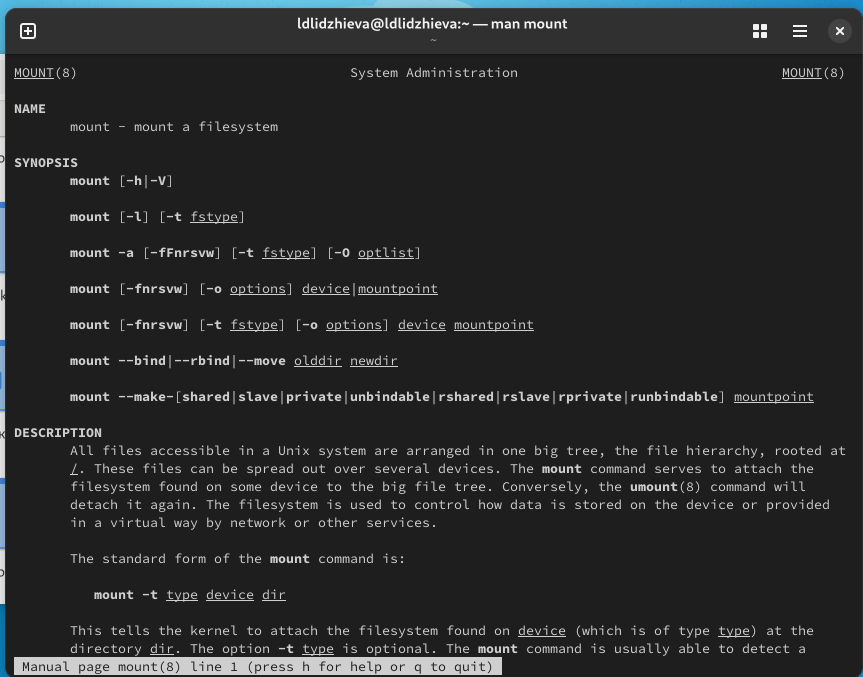 ldlidzhieva@ldlidzhieva:~ — man mount
~
MOUNT(8) System Administration MOUNT(8)
NAME
mount - mount a filesystem
SYNOPSIS
mount [-h|-V]
mount [-l] [-t fstype]
mount -a [-fFnrsvw] [-t fstype] [-O optlist]
mount [-fnrsvw] [-o options] device|mountpoint
mount [-fnrsvw] [-t fstype] [-o options] device mountpoint
mount --bind|--rbind|--move olddir newdir
mount --make-[shared|slave|private|unbindable|rshared|rslave|rprivate|runbindable] mountpoint
DESCRIPTION
All files accessible in a Unix system are arranged in one big tree, the file hierarchy, rooted at
/. These files can be spread out over several devices. The mount command serves to attach the
filesystem found on some device to the big file tree. Conversely, the umount(8) command will
detach it again. The filesystem is used to control how data is stored on the device or provided
in a virtual way by network or other services.
The standard form of the mount command is:
mount -t type device dir
This tells the kernel to attach the filesystem found on device (which is of type type) at the
directory dir. The option -t type is optional. The mount command is usually able to detect a
Manual page mount(8) line 1 (press h for help or q to quit)